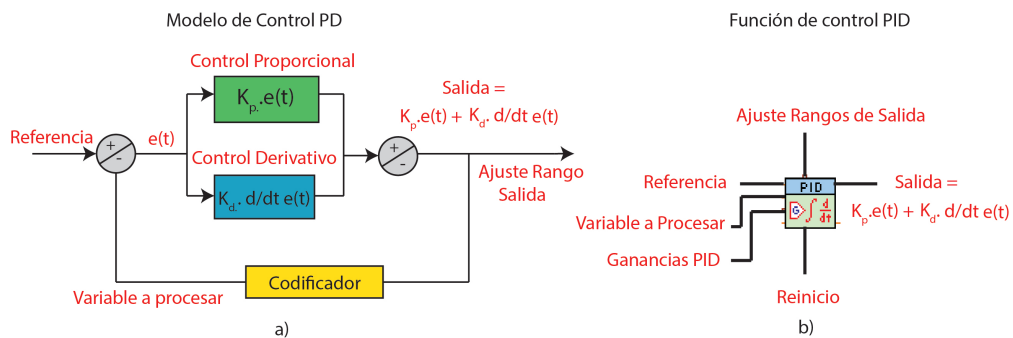 Modelo de Control PD
Control Proporcional
Kp.e(t)
Salida =
Kp.e(t) + Kd. d/dt e(t)
Referencia
+
-
e(t)
+
-
Control Derivativo
Kd. d/dt e(t)
Ajuste Rango
Salida
Codificador
Variable a procesar
a)
Función de control PID
Ajuste Rangos de Salida
Referencia
PID
G ∫ d/dt
Salida =
Kp.e(t) + Kd. d/dt e(t)
Variable a Procesar
Ganancias PID
Reinicio
b)